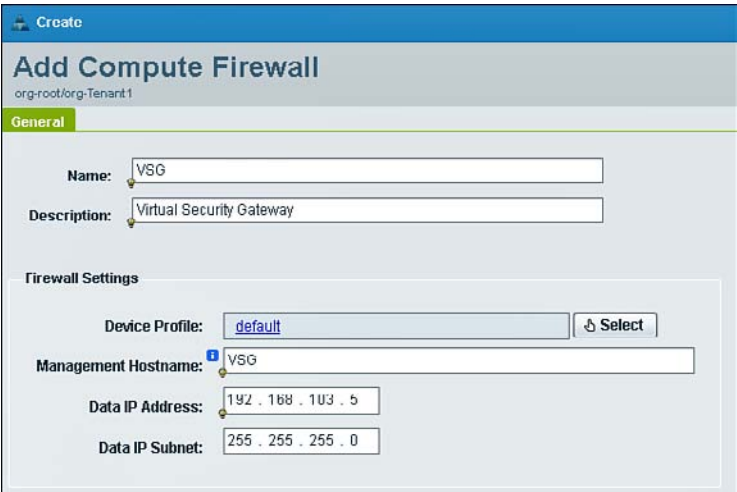 Create
Add Compute Firewall
org-root/org-Tenant1
General
Name: VSG
Description: Virtual Security Gateway
Firewall Settings
Device Profile: default Select
Management Hostname: i VSG
Data IP Address: 192 . 168 . 103 . 5
Data IP Subnet: 255 . 255 . 255 . 0